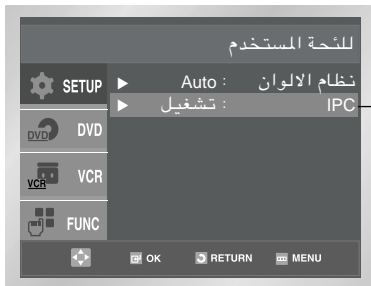 للئحة المستخدم
نظام الالوان : Auto
IPC : تشغيل
SETUP
DVD DVD
VCR VCR
FUNC
OK RETURN MENU